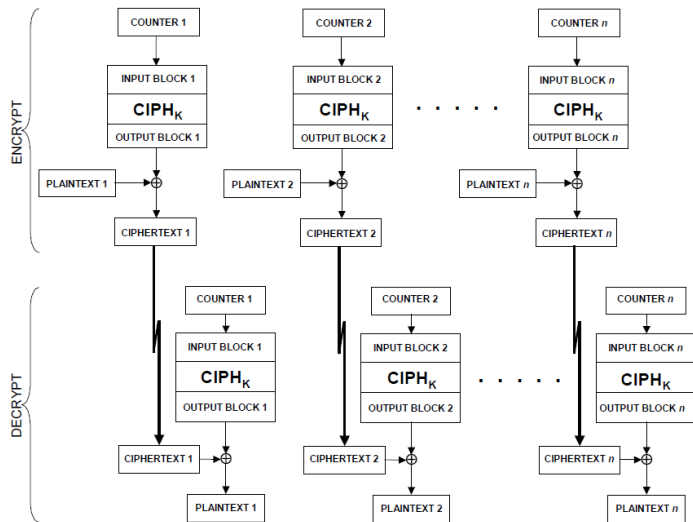 COUNTER 1
COUNTER 2
COUNTER n
INPUT BLOCK 1
INPUT BLOCK 2
INPUT BLOCK n
CIPHK
CIPHK
CIPHK
OUTPUT BLOCK 1
OUTPUT BLOCK 2
OUTPUT BLOCK n
ENCRYPT
PLAINTEXT 1
PLAINTEXT 2
PLAINTEXT n
CIPHERTEXT 1
CIPHERTEXT 2
CIPHERTEXT n
COUNTER 1
COUNTER 2
COUNTER n
INPUT BLOCK 1
INPUT BLOCK 2
INPUT BLOCK n
CIPHK
CIPHK
CIPHK
OUTPUT BLOCK 1
OUTPUT BLOCK 2
OUTPUT BLOCK n
DECRYPT
CIPHERTEXT 1
CIPHERTEXT 2
CIPHERTEXT n
PLAINTEXT 1
PLAINTEXT 2
PLAINTEXT n